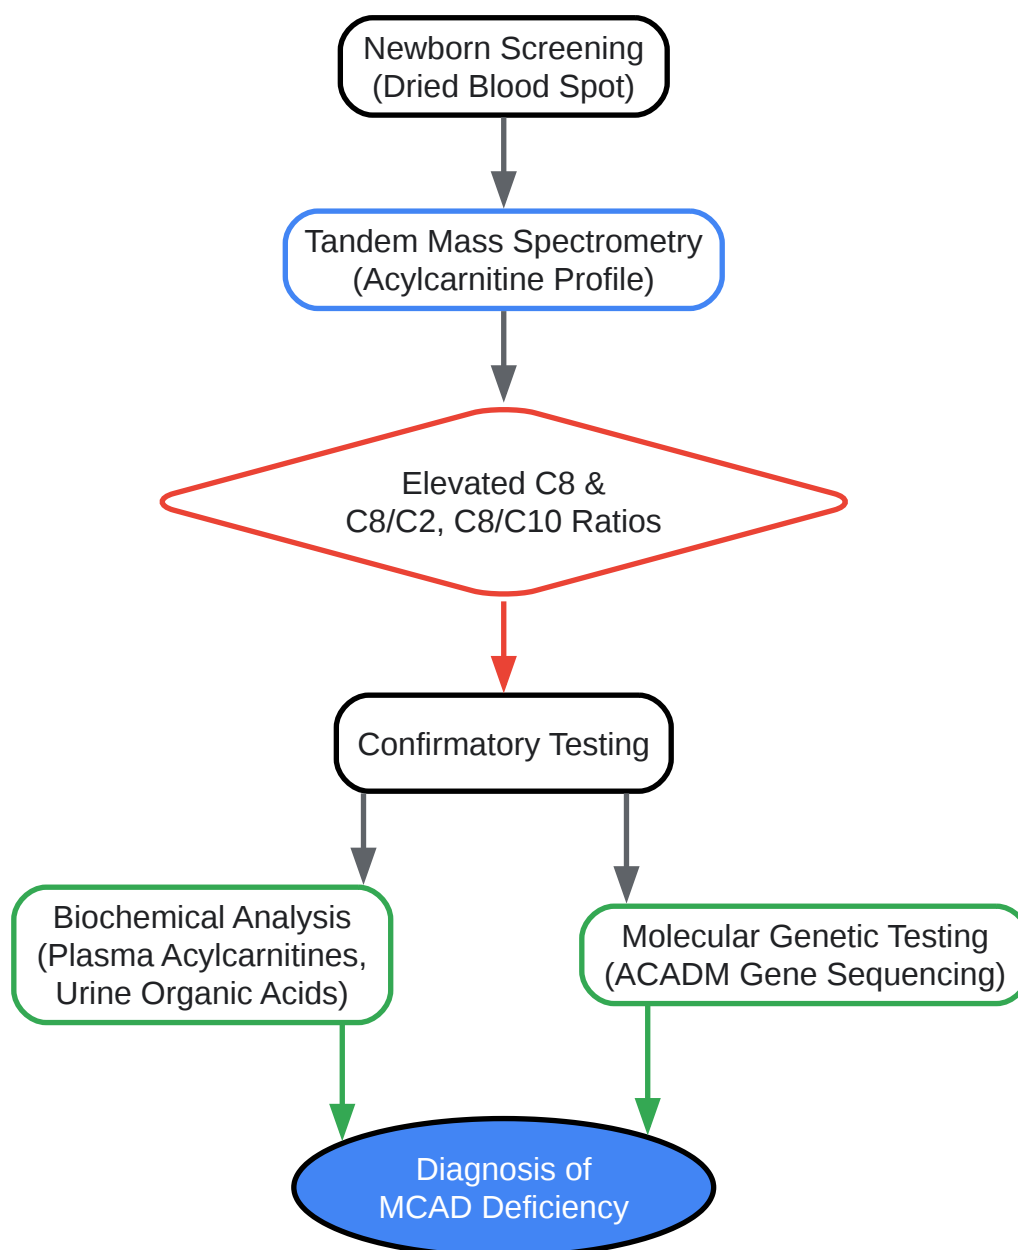 Newborn Screening
(Dried Blood Spot)
Tandem Mass Spectrometry
(Acylcarnitine Profile)
Elevated C8 &
C8/C2, C8/C10 Ratios
Confirmatory Testing
Biochemical Analysis
(Plasma Acylcarnitines,
Urine Organic Acids)
Molecular Genetic Testing
(ACADM Gene Sequencing)
Diagnosis of
MCAD Deficiency